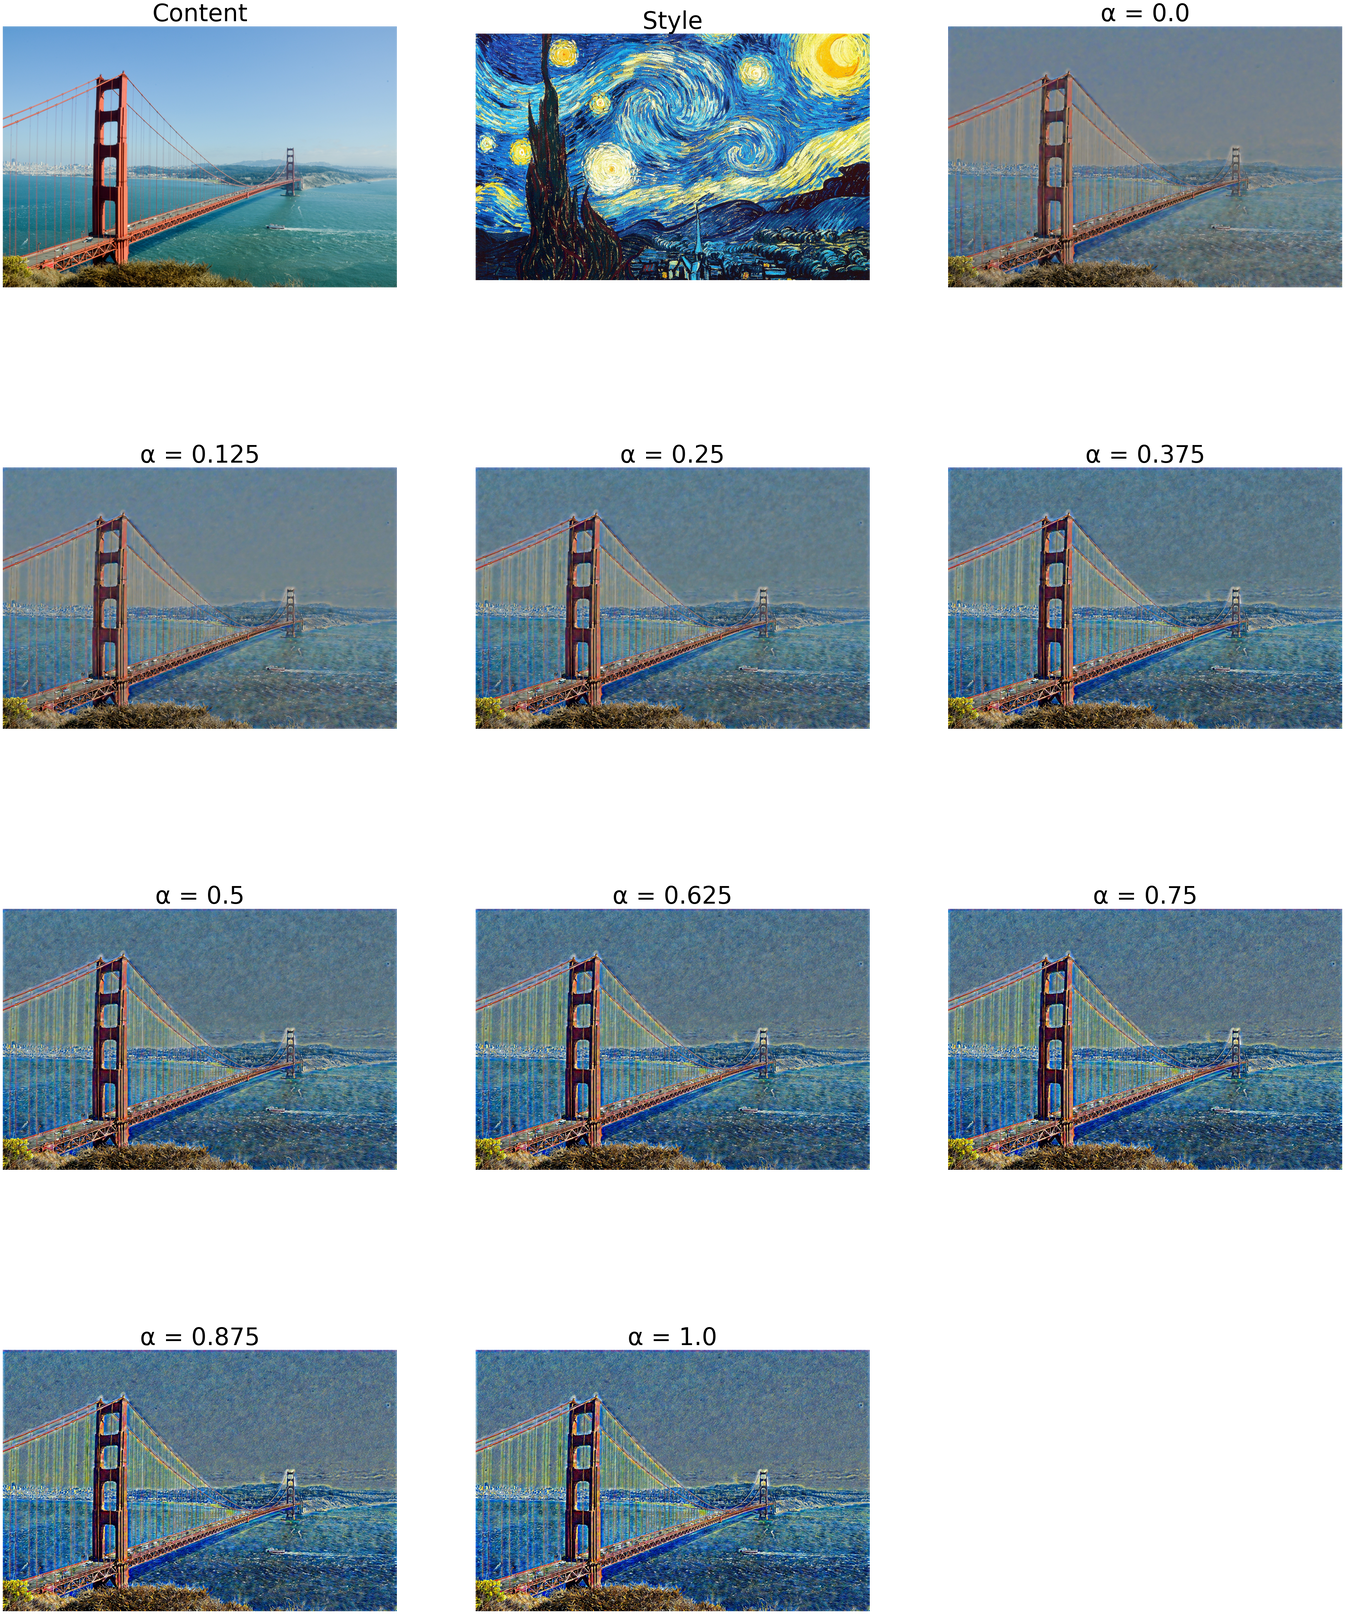 Content
Style
α = 0.0
α = 0.125
α = 0.25
α = 0.375
α = 0.5
α = 0.625
α = 0.75
α = 0.875
α = 1.0